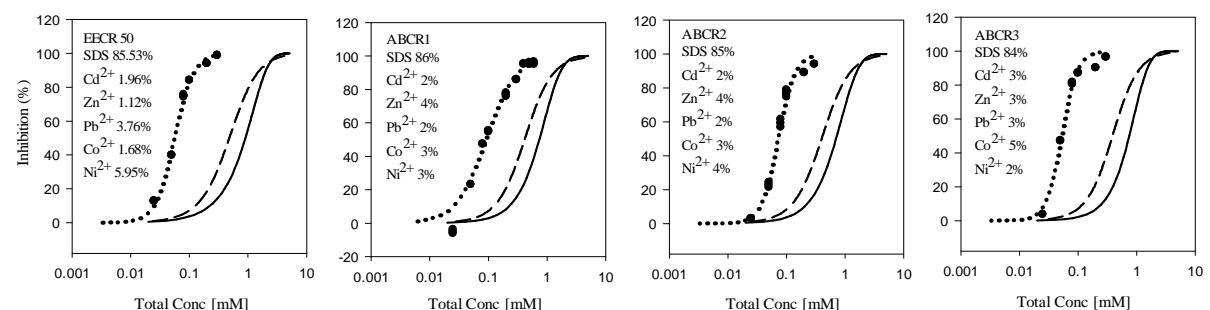 120
100
80
60
40
20
0
Inhibition (%)
EECR 50
SDS 85.53%
Cd2+ 1.96%
Zn2+ 1.12%
Pb2+ 3.76%
Co2+ 1.68%
Ni2+ 5.95%
0.001 0.01 0.1 1 10
Total Conc [mM]
120
100
80
60
40
20
0
-20
ABCR1
SDS 86%
Cd2+ 2%
Zn2+ 4%
Pb2+ 2%
Co2+ 3%
Ni2+ 3%
0.001 0.01 0.1 1 10
Total Conc [mM]
120
100
80
60
40
20
0
ABCR2
SDS 85%
Cd2+ 2%
Zn2+ 4%
Pb2+ 2%
Co2+ 3%
Ni2+ 4%
0.001 0.01 0.1 1 10
Total Conc [mM]
120
100
80
60
40
20
0
ABCR3
SDS 84%
Cd2+ 3%
Zn2+ 3%
Pb2+ 3%
Co2+ 5%
Ni2+ 2%
0.001 0.01 0.1 1 10
Total Conc [mM]